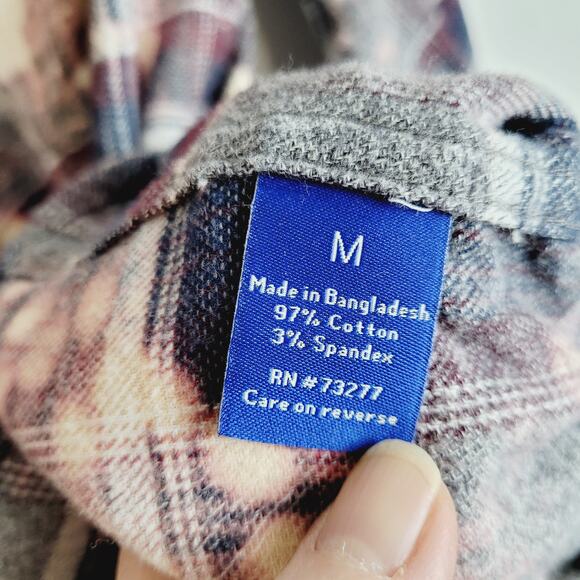 M
Made in Bangladesh
97% Cotton
3% Spandex
RN #73277
Care on reverse